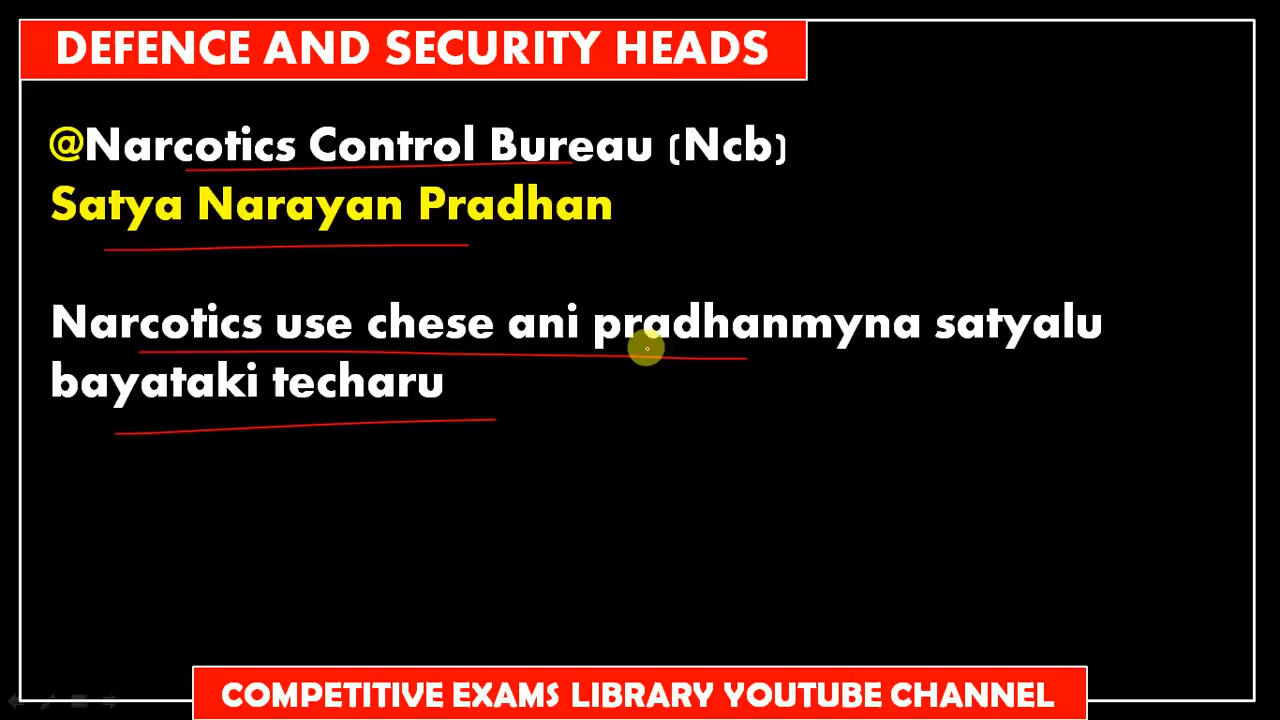 DEFENCE AND SECURITY HEADS
@Narcotics Control Bureau (Ncb)
Satya Narayan Pradhan
Narcotics use chese ani pradhanmyna satyalu
bayataki techaru
COMPETITIVE EXAMS LIBRARY YOUTUBE CHANNEL